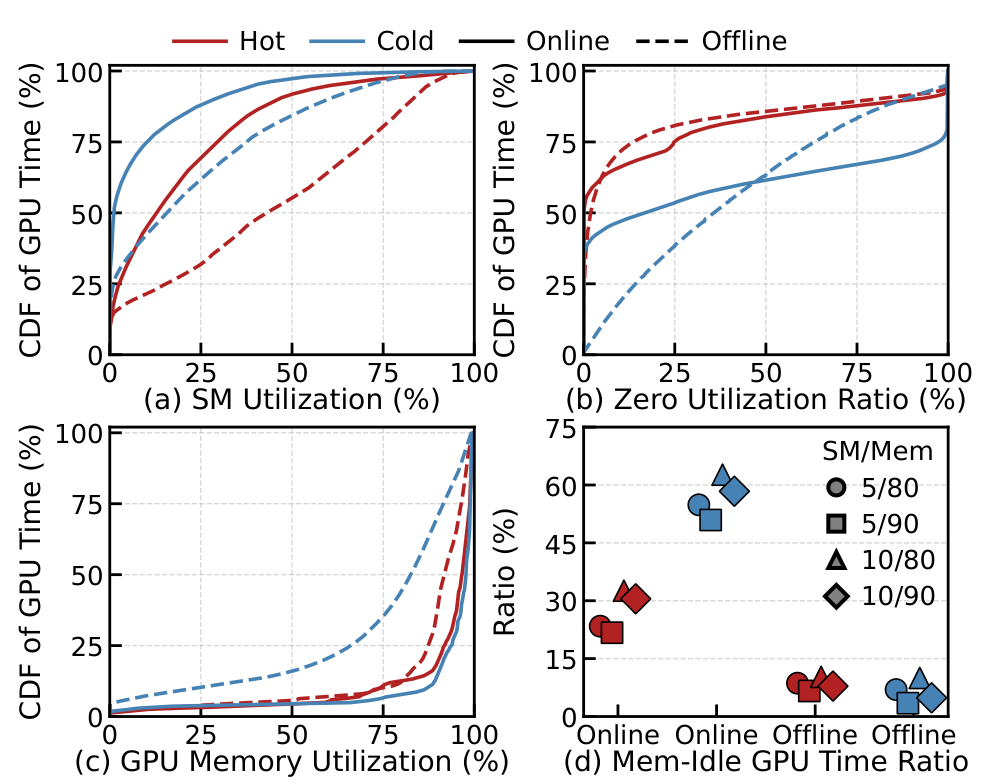 Hot Cold Online Offline
CDF of GPU Time (%)
100
75
50
25
0
0 25 50 75 100
(a) SM Utilization (%)
CDF of GPU Time (%)
100
75
50
25
0
0 25 50 75 100
(b) Zero Utilization Ratio (%)
CDF of GPU Time (%)
100
75
50
25
0
0 25 50 75 100
(c) GPU Memory Utilization (%)
Ratio (%)
75
60
45
30
15
0
SM/Mem
5/80
5/90
10/80
10/90
Online Online Offline Offline
(d) Mem-Idle GPU Time Ratio